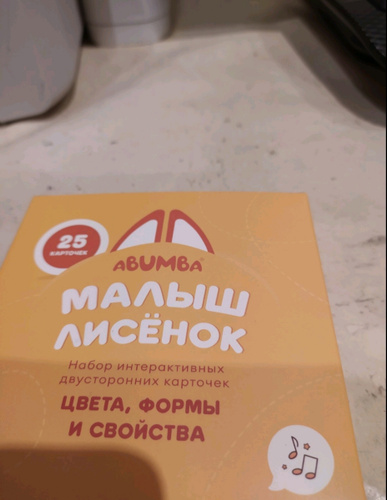 25
КАРТОЧЕК
ABUMBA
МАЛЫШ
ЛИСЁНОК
Набор интерактивных
двусторонних карточек
ЦВЕТА, ФОРМЫ
И СВОЙСТВА